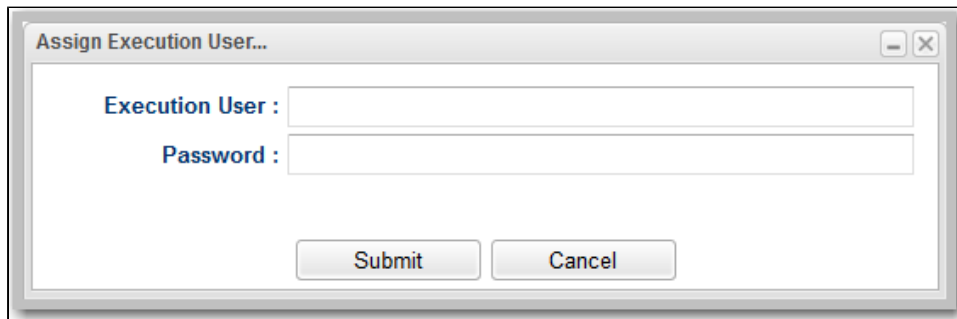 Assign Execution User...
Execution User :
Password :
Submit Cancel